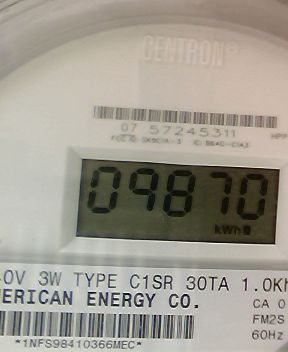 CENTRON®
07 57245311
09870
kWh
0V 3W TYPE C1SR 30TA 1.0Kh
ERICAN ENERGY CO.
CA 0
FM2S
60Hz
*1NFS98410366MEC*